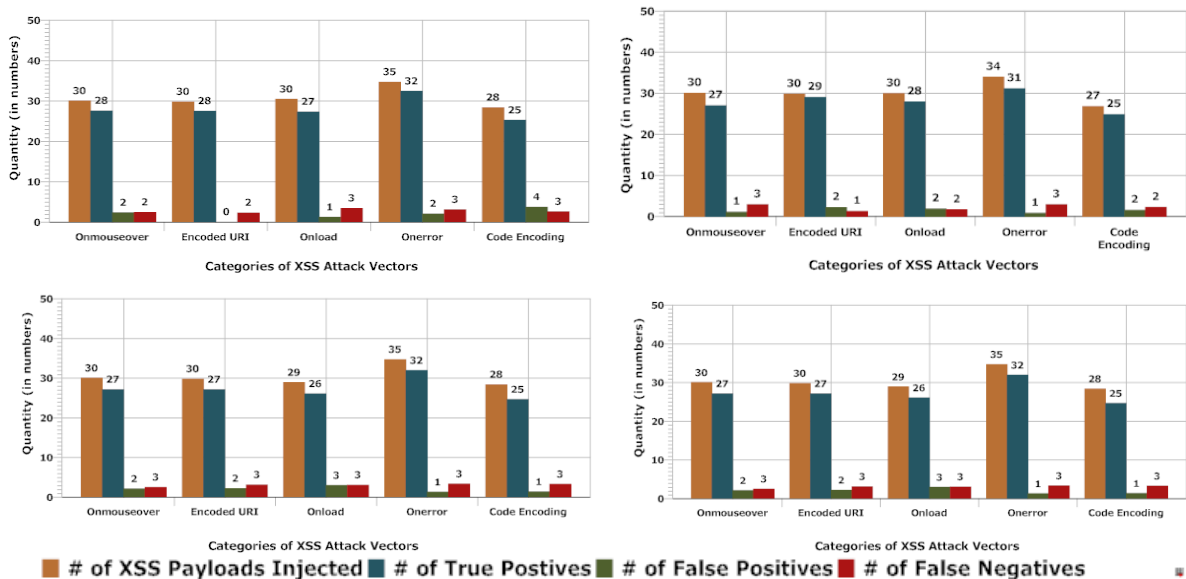 50
40
30
20
10
0
Quantity (in numbers)
30 28 2 2
30 28 0 2
30 27 1 3
35 32 2 3
28 25 4 3
Onmouseover Encoded URI Onload Onerror Code Encoding
Categories of XSS Attack Vectors
50
40
30
20
10
0
Quantity (in numbers)
30 27 1 3
30 29 2 1
30 28 2 2
34 31 1 3
27 25 2 2
Onmouseover Encoded URI Onload Onerror Code
Encoding
Categories of XSS Attack Vectors
50
40
30
20
10
0
Quantity (in numbers)
30 27 2 3
30 27 2 3
29 26 3 3
35 32 1 3
28 25 1 3
Onmouseover Encoded URI Onload Onerror Code Encoding
Categories of XSS Attack Vectors
50
40
30
20
10
0
Quantity (in numbers)
30 27 2 3
30 27 2 3
29 26 3 3
35 32 1 3
28 25 1 3
Onmouseover Encoded URI Onload Onerror Code Encoding
Categories of XSS Attack Vectors
# of XSS Payloads Injected # of True Postives # of False Positives # of False Negatives